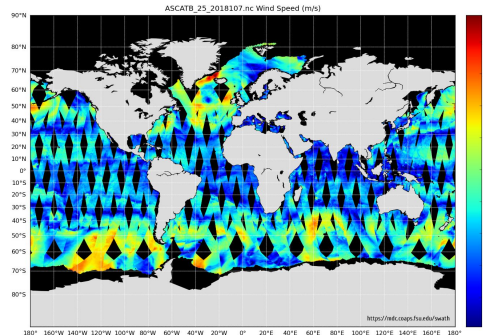 ASCATB_25_2018107.nc Wind Speed (m/s)
90°N
80°N
70°N
60°N
50°N
40°N
30°N
20°N
10°N
0°
10°S
20°S
30°S
40°S
50°S
60°S
70°S
80°S
https://mdc.coaps.fsu.edu/swath
180° 160°W 140°W 120°W 100°W 80°W 60°W 40°W 20°W 0° 20°E 40°E 60°E 80°E 100°E 120°E 140°E 160°E 180°